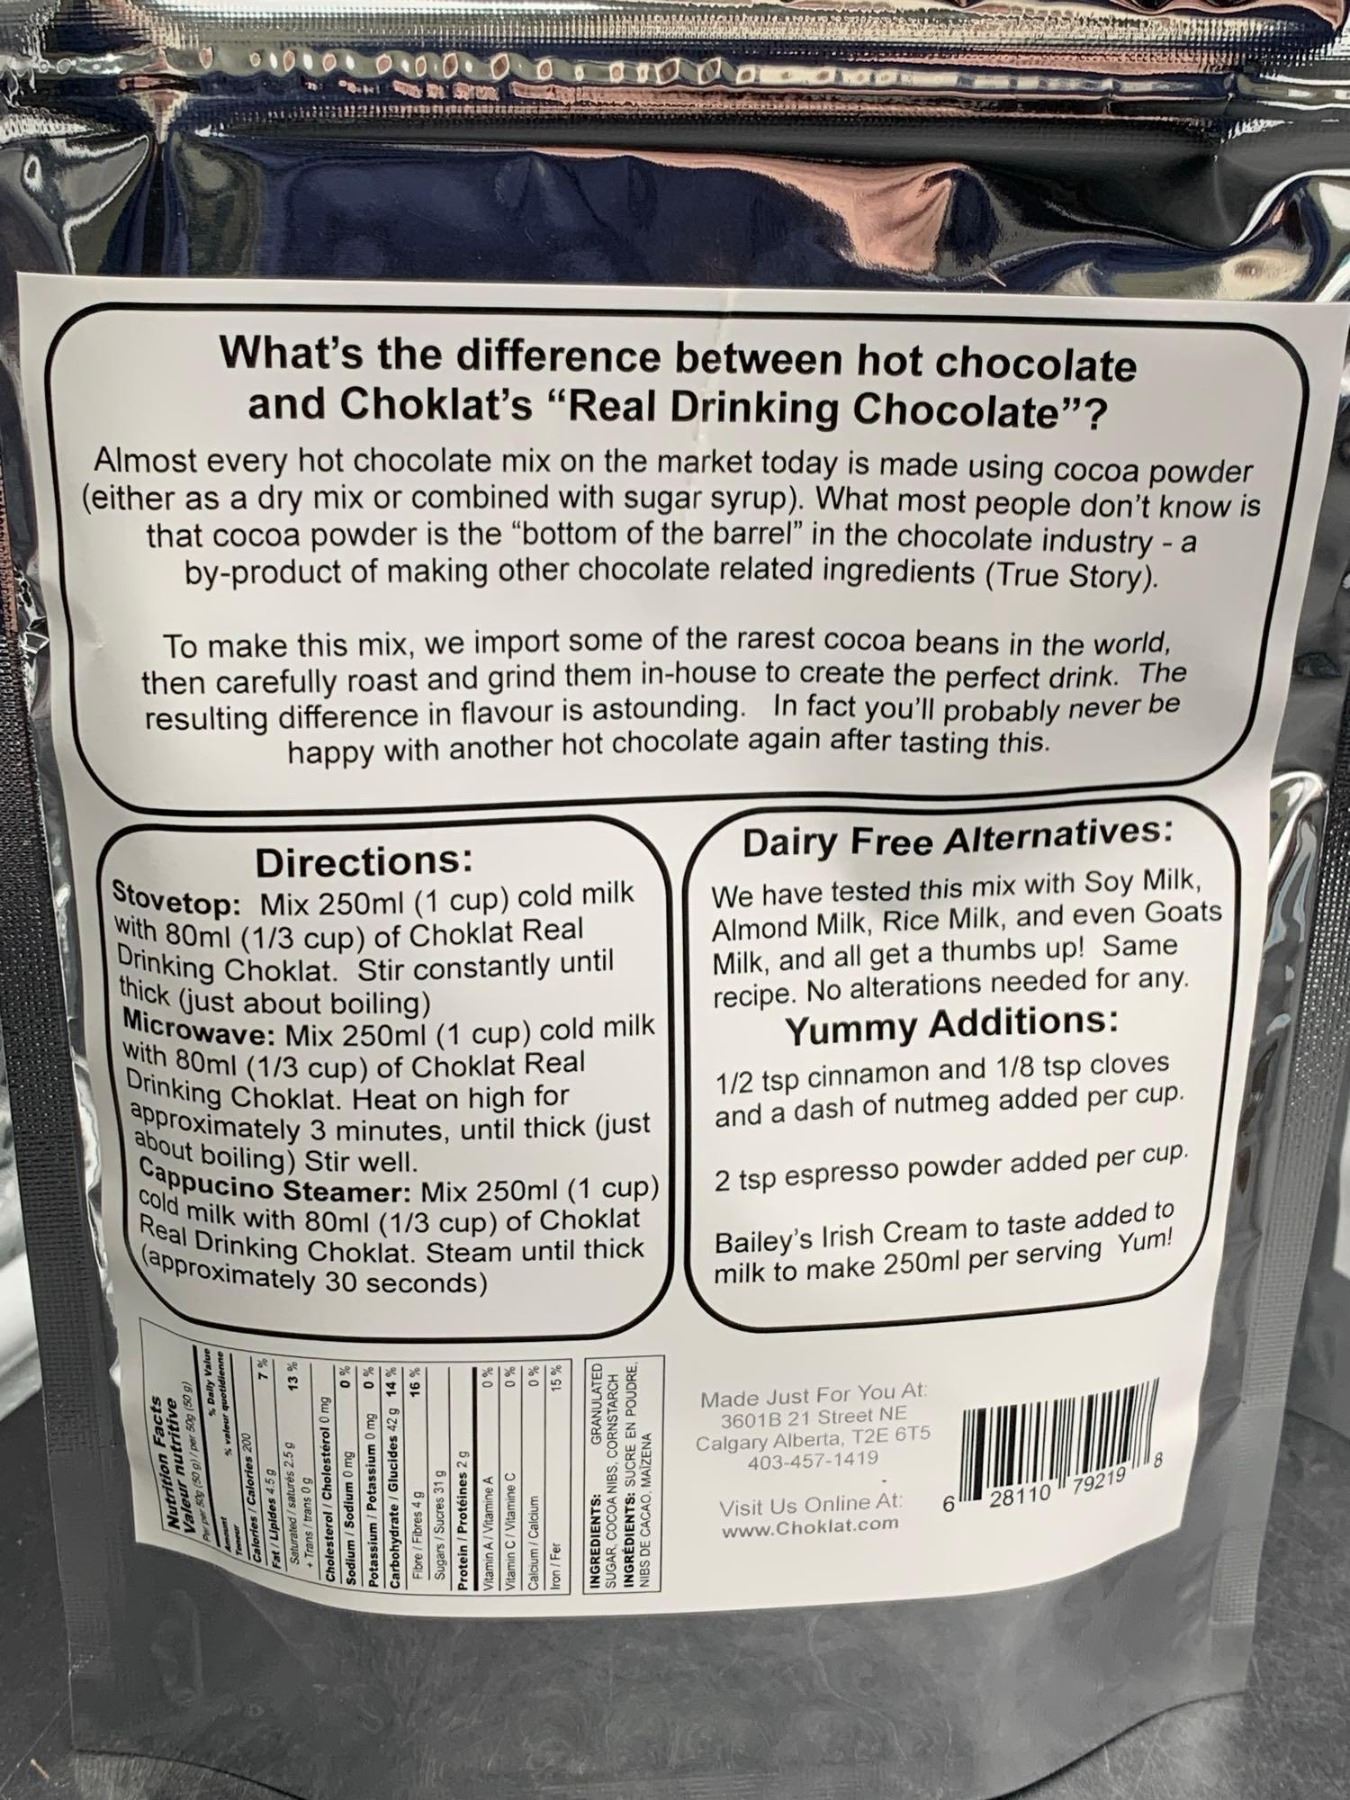 What's the difference between hot chocolate
and Choklat's “Real Drinking Chocolate”?
Almost every hot chocolate mix on the market today is made using cocoa powder
(either as a dry mix or combined with sugar syrup). What most people don't know is
that cocoa powder is the “bottom of the barrel” in the chocolate industry - a
by-product of making other chocolate related ingredients (True Story).
To make this mix, we import some of the rarest cocoa beans in the world,
then carefully roast and grind them in-house to create the perfect drink. The
resulting difference in flavour is astounding. In fact you'll probably never be
happy with another hot chocolate again after tasting this.
Directions:
Stovetop: Mix 250ml (1 cup) cold milk
with 80ml (1/3 cup) of Choklat Real
Drinking Choklat. Stir constantly until
thick (just about boiling)
Microwave: Mix 250ml (1 cup) cold milk
with 80ml (1/3 cup) of Choklat Real
Drinking Choklat. Heat on high for
approximately 3 minutes, until thick (just
about boiling) Stir well.
Cappucino Steamer: Mix 250ml (1 cup)
cold milk with 80ml (1/3 cup) of Choklat
Real Drinking Choklat. Steam until thick
(approximately 30 seconds)
Dairy Free Alternatives:
We have tested this mix with Soy Milk,
Almond Milk, Rice Milk, and even Goats
Milk, and all get a thumbs up! Same
recipe. No alterations needed for any.
Yummy Additions:
1/2 tsp cinnamon and 1/8 tsp cloves
and a dash of nutmeg added per cup.
2 tsp espresso powder added per cup.
Bailey's Irish Cream to taste added to
milk to make 250ml per serving Yum!
Nutrition Facts
Valeur nutritive
Per per 50g (50 g) / per 50g (50 g)
Amount % Daily Value
Teneur % valeur quotidienne
Calories / Calories 200
Fat / Lipides 4.5 g 7 %
Saturated / saturés 2.5 g 13 %
+ Trans / trans 0 g
Cholesterol / Cholestérol 0 mg
Sodium / Sodium 0 mg 0 %
Potassium / Potassium 0 mg 0 %
Carbohydrate / Glucides 42 g 14 %
Fibre / Fibres 4 g 16 %
Sugars / Sucres 31 g
Protein / Protéines 2 g
Vitamin A / Vitamine A 0 %
Vitamin C / Vitamine C 0 %
Calcium / Calcium 0 %
Iron / Fer 15 %
INGREDIENTS: GRANULATED
SUGAR, COCOA NIBS, CORNSTARCH
INGRÉDIENTS: SUCRE EN POUDRE,
NIBS DE CACAO, MAÏZENA
Made Just For You At:
3601B 21 Street NE
Calgary Alberta, T2E 6T5
403-457-1419
Visit Us Online At:
www.Choklat.com
6 28110 79219 8